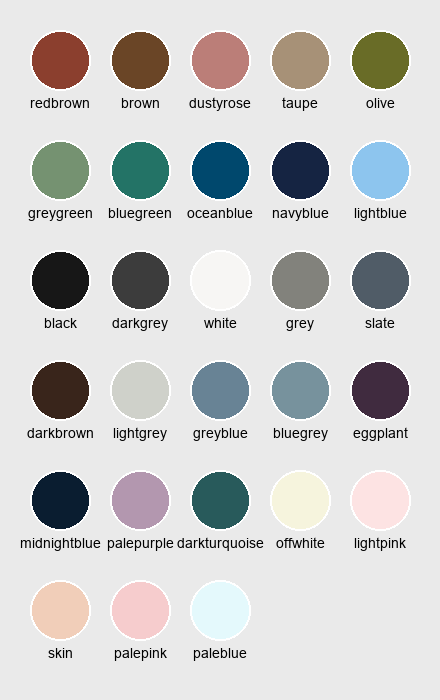 redbrown brown dustyrose taupe olive
greygreen bluegreen oceanblue navyblue lightblue
black darkgrey white grey slate
darkbrown lightgrey greyblue bluegrey eggplant
midnightblue palepurple darkturquoise offwhite lightpink
skin palepink paleblue